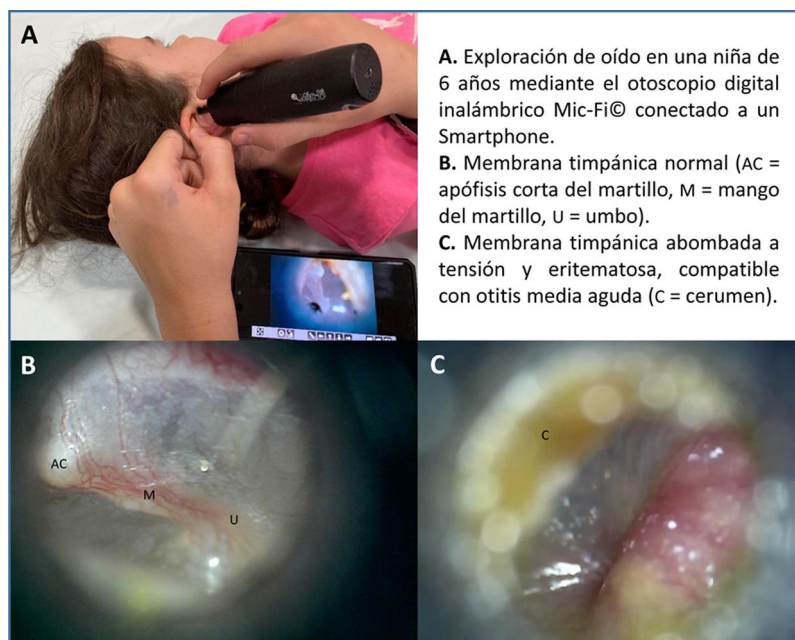 A
A. Exploración de oído en una niña de
6 años mediante el otoscopio digital
inalámbrico Mic-Fi© conectado a un
Smartphone.
B. Membrana timpánica normal (AC =
apófisis corta del martillo, M = mango
del martillo, U = umbo).
C. Membrana timpánica abombada a
tensión y eritematosa, compatible
con otitis media aguda (C = cerumen).
B
AC
M
U
C
C